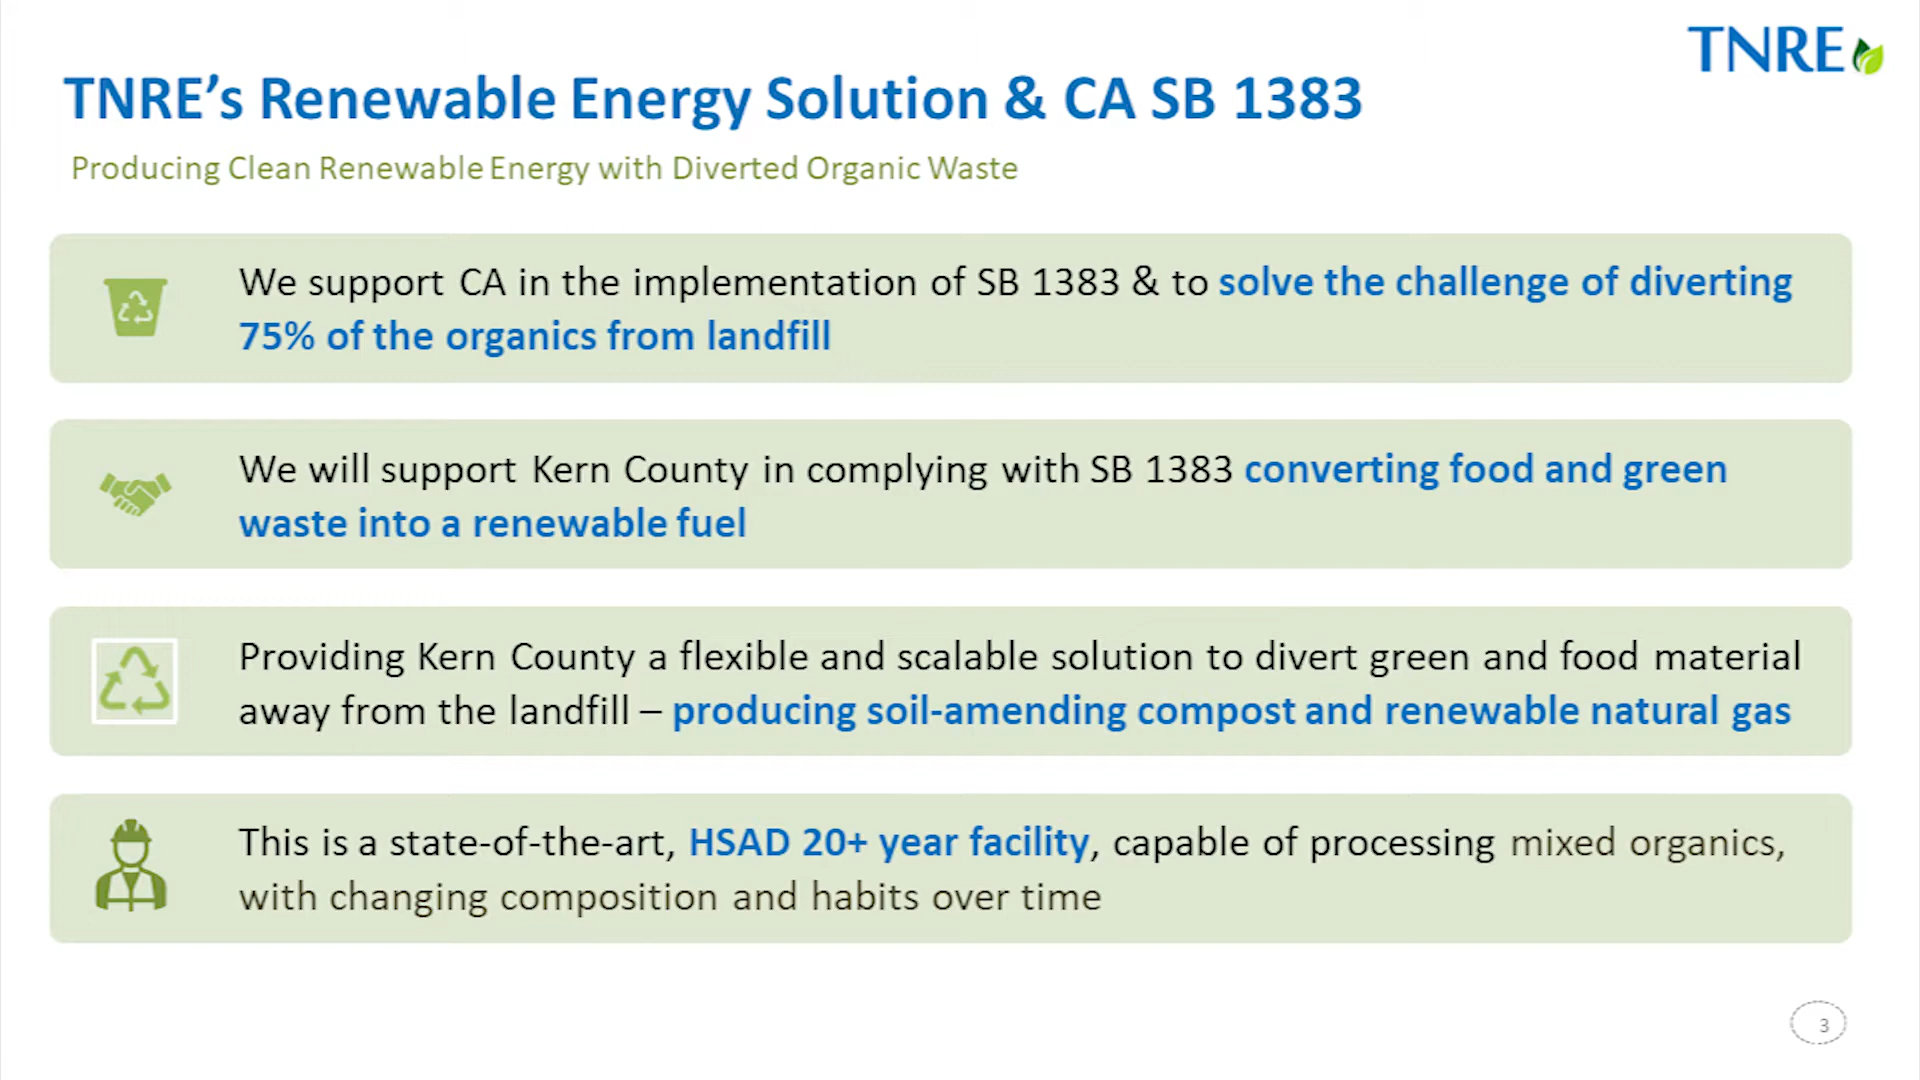 TNRE
TNRE’s Renewable Energy Solution & CA SB 1383
Producing Clean Renewable Energy with Diverted Organic Waste
We support CA in the implementation of SB 1383 & to solve the challenge of diverting
75% of the organics from landfill
We will support Kern County in complying with SB 1383 converting food and green
waste into a renewable fuel
Providing Kern County a flexible and scalable solution to divert green and food material
away from the landfill – producing soil-amending compost and renewable natural gas
This is a state-of-the-art, HSAD 20+ year facility, capable of processing mixed organics,
with changing composition and habits over time
3